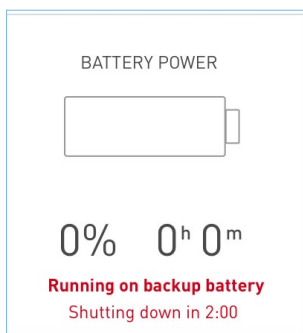 BATTERY POWER
0% 0h 0m
Running on backup battery
Shutting down in 2:00